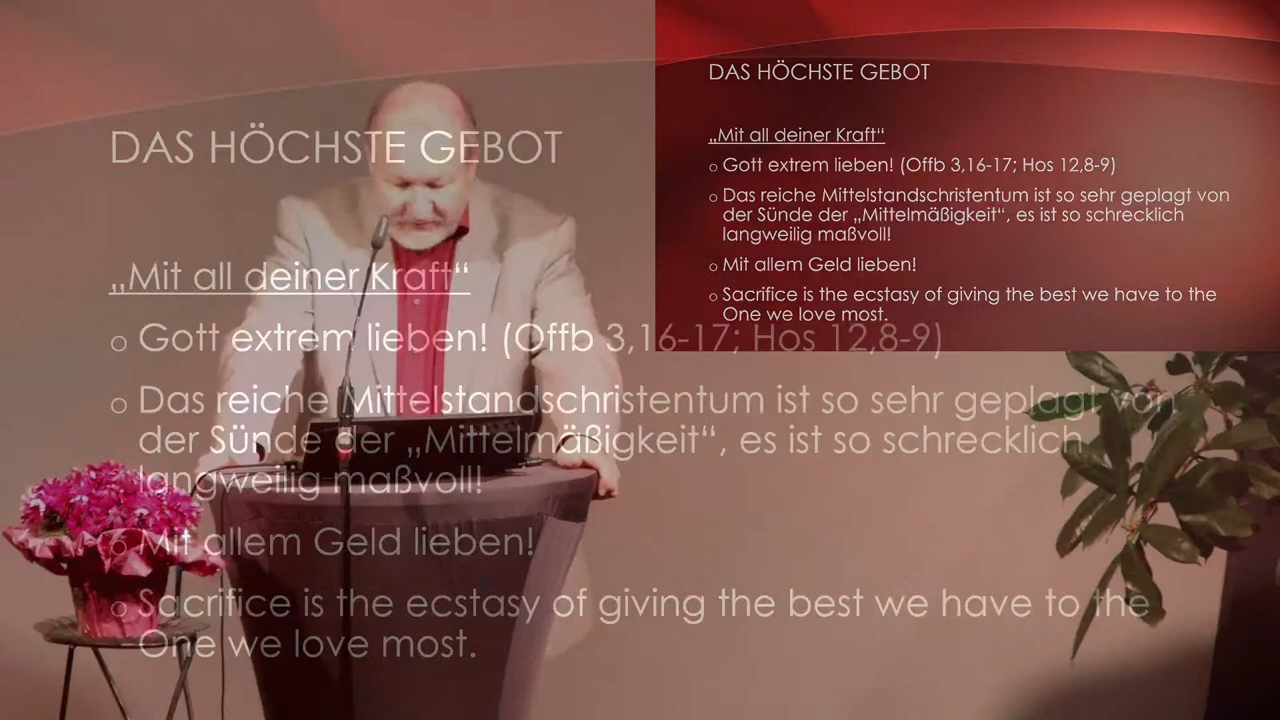 DAS HÖCHSTE GEBOT
„Mit all deiner Kraft“
o Gott extrem lieben! (Offb 3,16-17; Hos 12,8-9)
o Das reiche Mittelstandschristentum ist so sehr geplagt von
der Sünde der „Mittelmäßigkeit“, es ist so schrecklich
langweilig maßvoll!
o Mit allem Geld lieben!
o Sacrifice is the ecstasy of giving the best we have to the
One we love most.
DAS HÖCHSTE GEBOT
„Mit all deiner Kraft“
o Gott extrem lieben! (Offb 3,16-17; Hos 12,8-9)
o Das reiche Mittelstandschristentum ist so sehr geplagt von
der Sünde der „Mittelmäßigkeit“, es ist so schrecklich
langweilig maßvoll!
o Mit allem Geld lieben!
o Sacrifice is the ecstasy of giving the best we have to the
One we love most.